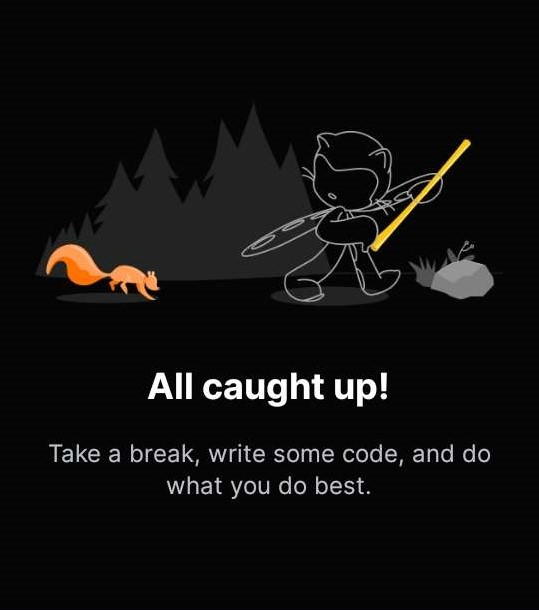 All caught up!
Take a break, write some code, and do
what you do best.